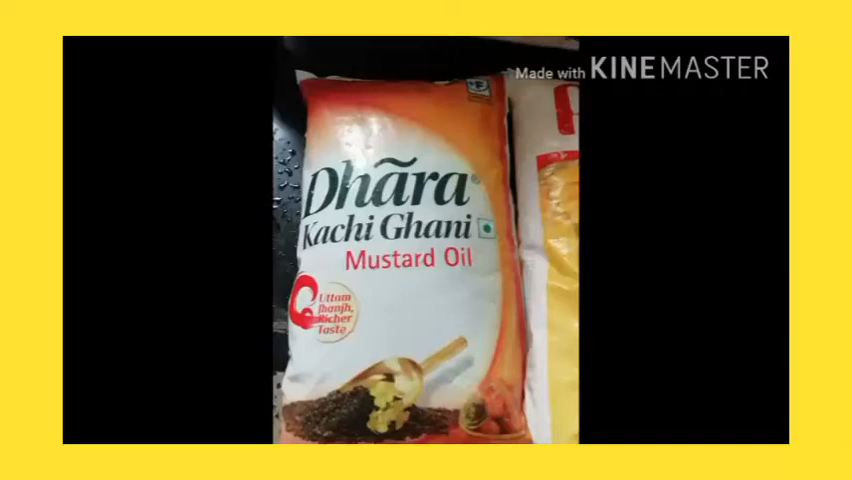 Made with KINEMASTER
Dhāra®
Kachi Ghani
Mustard Oil
Uttam
Jhanjh,
Richer
Taste